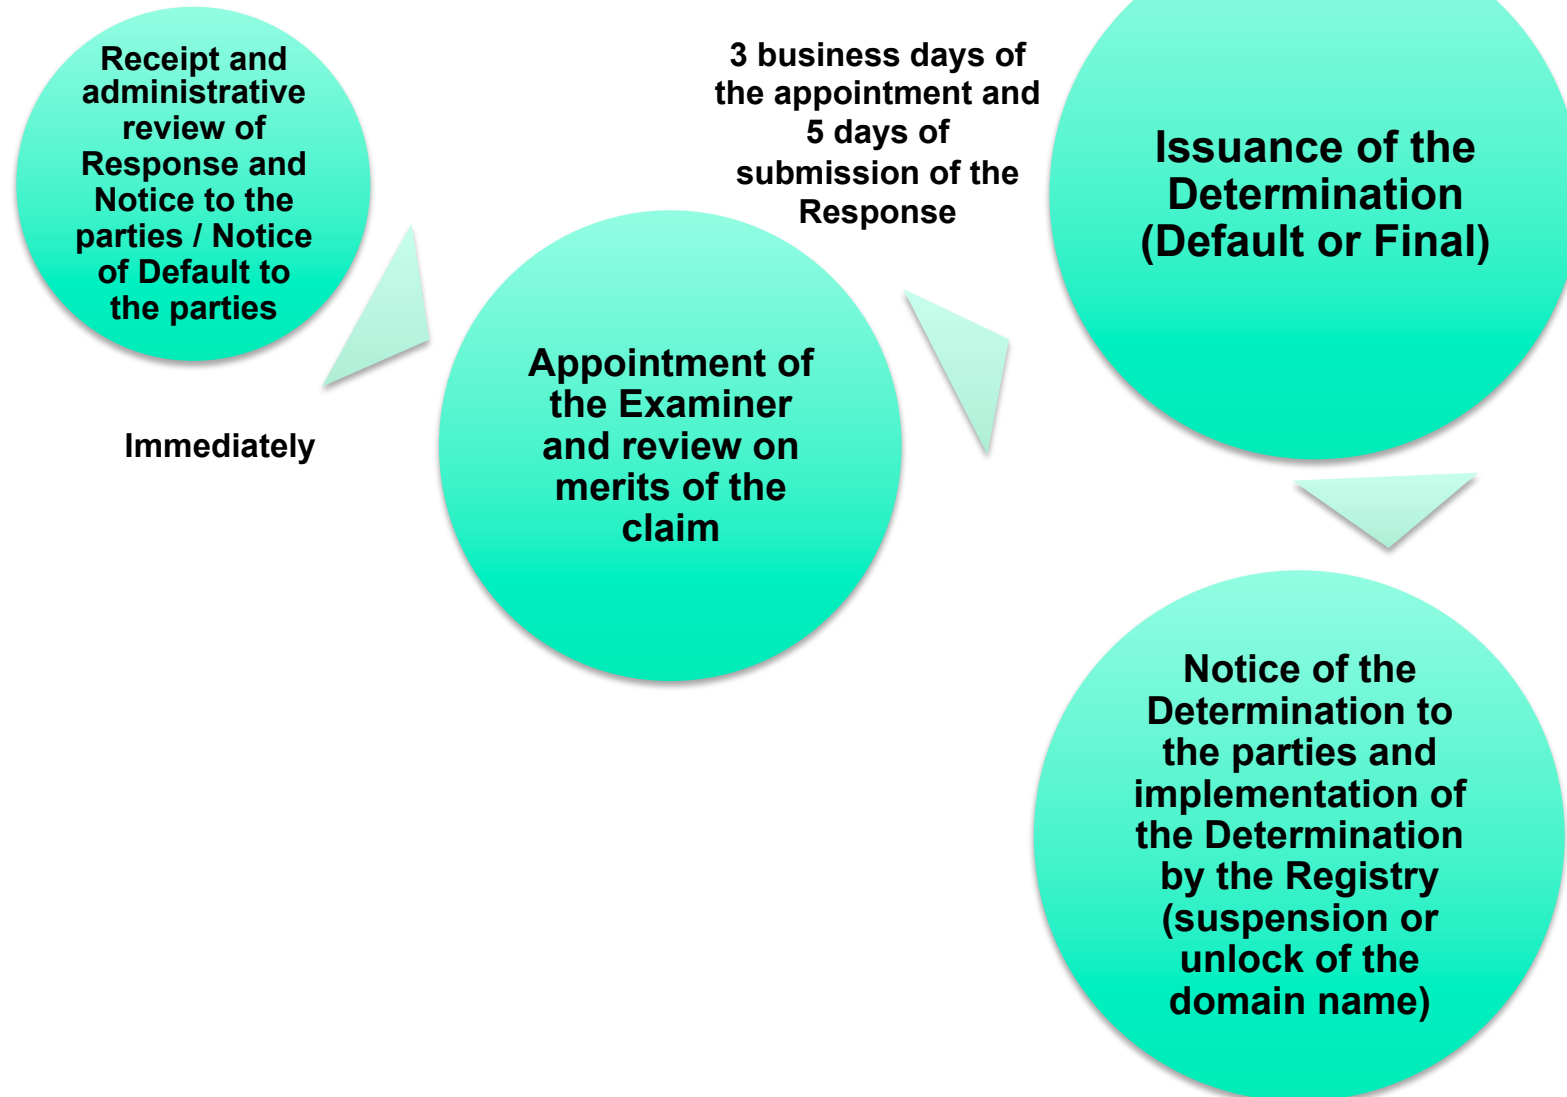 Receipt and
administrative
review of
Response and
Notice to the
parties / Notice
of Default to
the parties
Immediately
Appointment of
the Examiner
and review on
merits of the
claim
3 business days of
the appointment and
5 days of
submission of the
Response
Issuance of the
Determination
(Default or Final)
Notice of the
Determination to
the parties and
implementation of
the Determination
by the Registry
(suspension or
unlock of the
domain name)